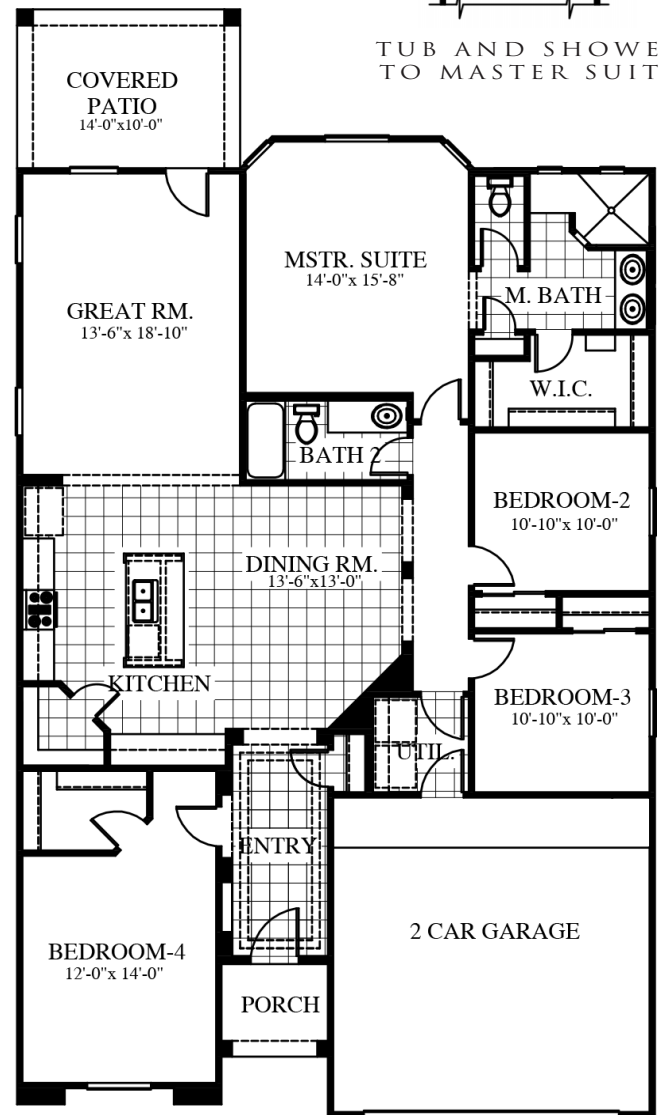 TUB AND SHOWE
TO MASTER SUIT
COVERED
PATIO
14'-0"x10'-0"
MSTR. SUITE
14'-0"x 15'-8"
GREAT RM.
13'-6"x 18'-10"
M. BATH
W.I.C.
BATH 2
BEDROOM-2
10'-10"x 10'-0"
DINING RM.
13'-6"x13'-0"
KITCHEN
BEDROOM-3
10'-10"x 10'-0"
UTIL.
ENTRY
2 CAR GARAGE
BEDROOM-4
12'-0"x 14'-0"
PORCH